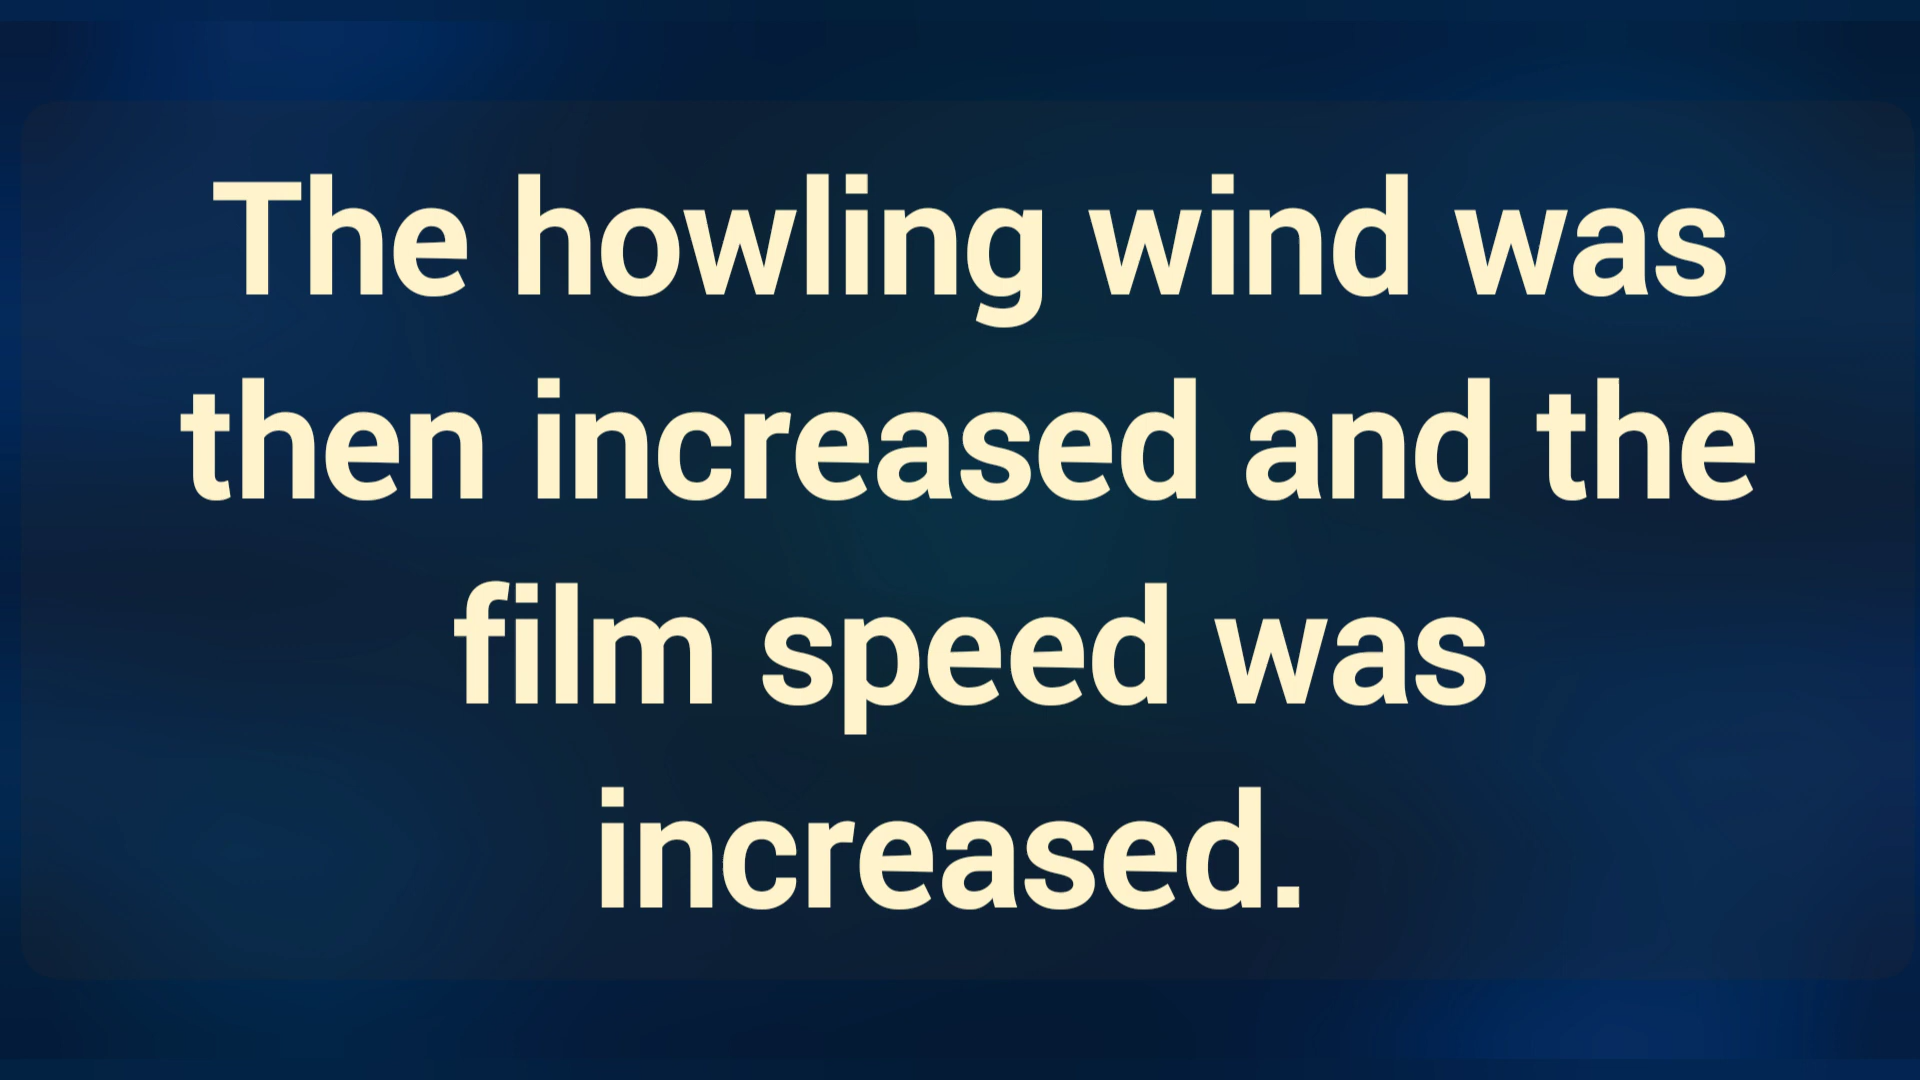 The howling wind was
then increased and the
film speed was
increased.